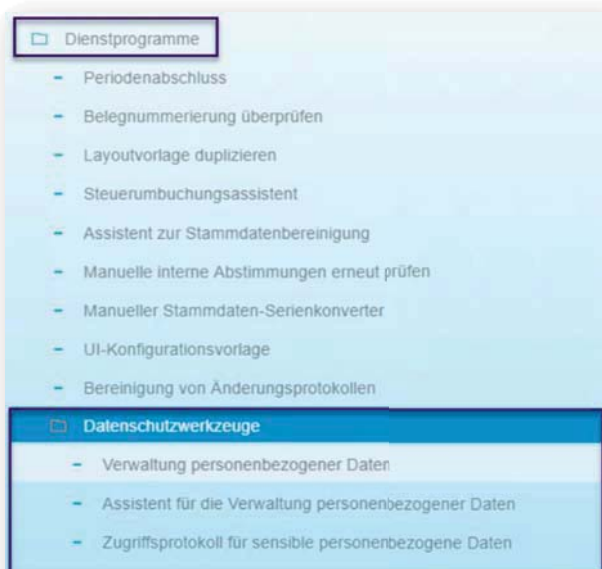 Dienstprogramme
- Periodenabschluss
- Belegnummerierung überprüfen
- Layoutvorlage duplizieren
- Steuerumbuchungsassistent
- Assistent zur Stammdatenbereinigung
- Manuelle interne Abstimmungen erneut prüfen
- Manueller Stammdaten-Serienkonverter
- UI-Konfigurationsvorlage
- Bereinigung von Änderungsprotokollen
Datenschutzwerkzeuge
- Verwaltung personenbezogener Daten
- Assistent für die Verwaltung personenbezogener Daten
- Zugriffsprotokoll für sensible personenbezogene Daten